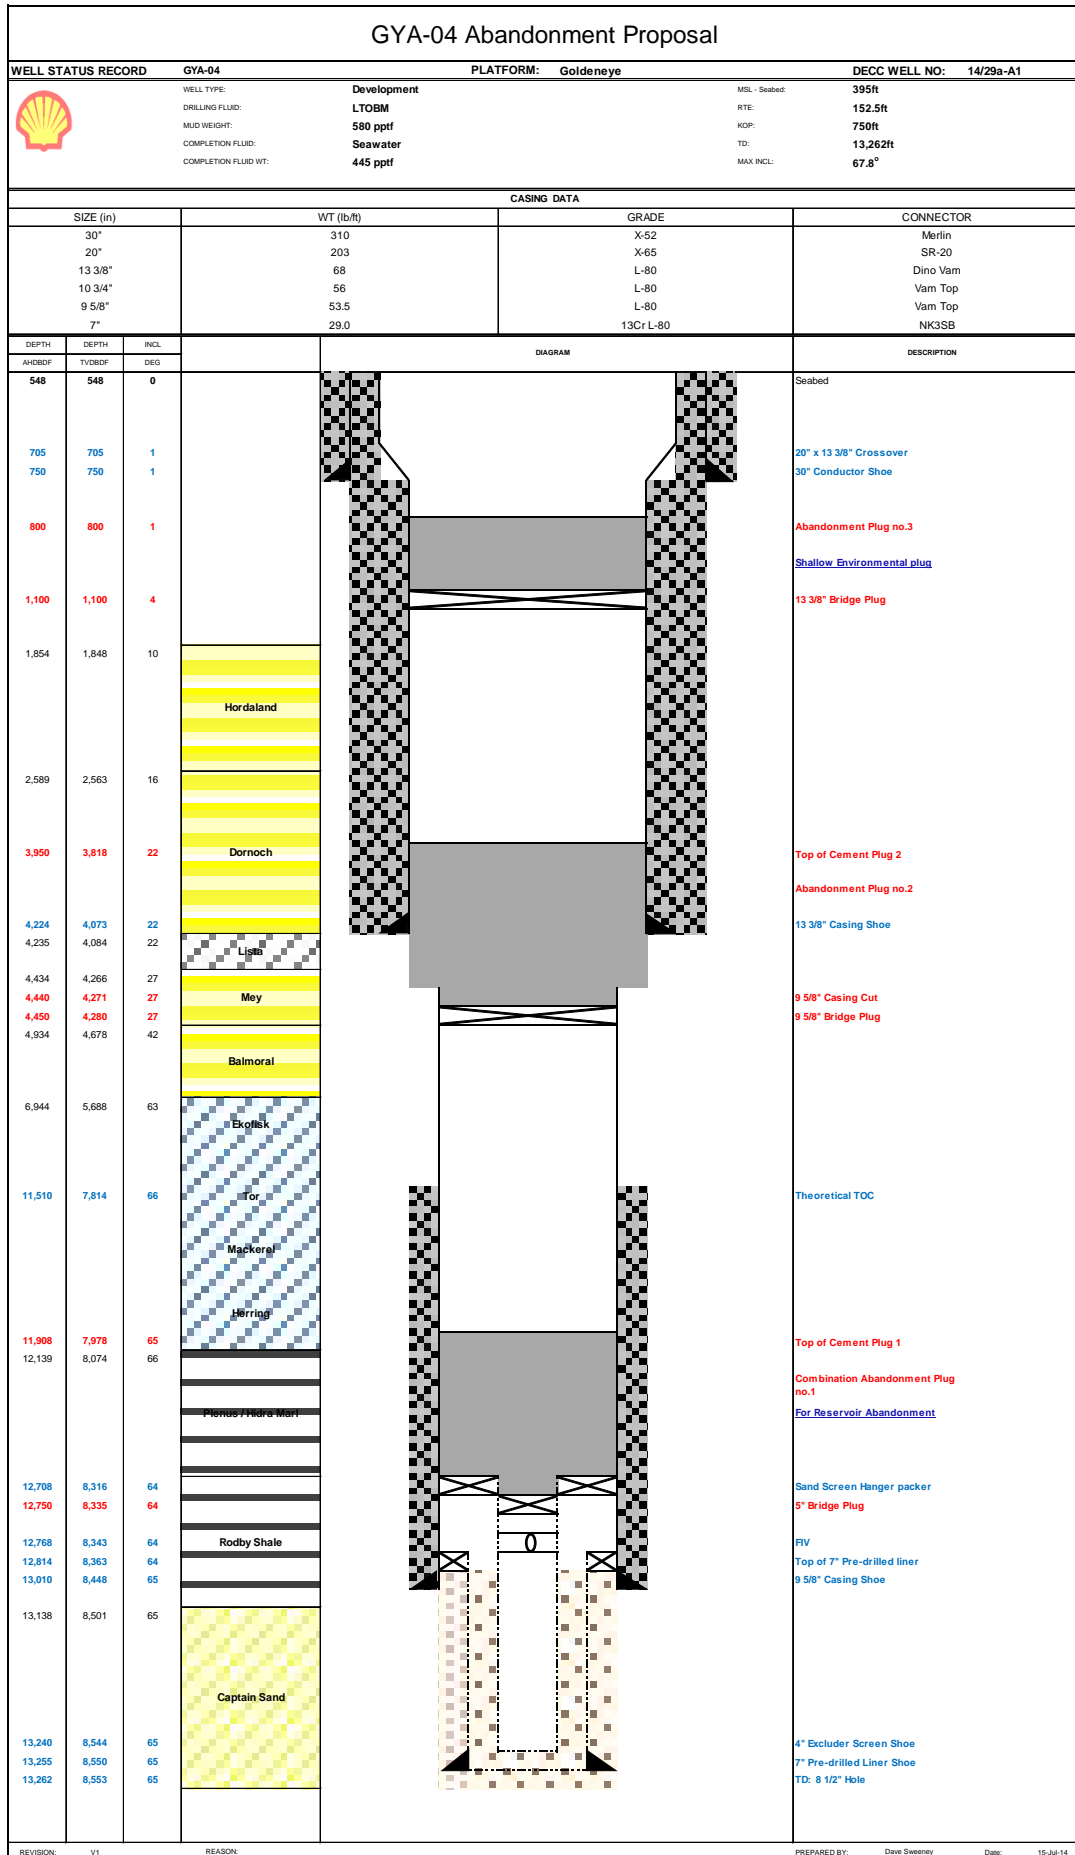 GYA-04 Abandonment Proposal
WELL STATUS RECORD GYA-04 PLATFORM: Goldeneye DECC WELL NO: 14/29a-A1
WELL TYPE: Development MSL - Seabed: 395ft
DRILLING FLUID: LTOBM RTE: 152.5ft
MUD WEIGHT: 580 pptf KOP: 750ft
COMPLETION FLUID: Seawater TD: 13,262ft
COMPLETION FLUID WT: 445 pptf MAX INCL: 67.8°
CASING DATA
SIZE (in) WT (lb/ft) GRADE CONNECTOR
30" 310 X-52 Merlin
20" 203 X-65 SR-20
13 3/8" 68 L-80 Dino Vam
10 3/4" 56 L-80 Vam Top
9 5/8" 53.5 L-80 Vam Top
7" 29.0 13Cr L-80 NK3SB
DEPTH DEPTH INCL
DIAGRAM DESCRIPTION
AHDBDF TVDBDF DEG
548 548 0 Seabed
705 705 1 20" x 13 3/8" Crossover
750 750 1 30" Conductor Shoe
800 800 1 Abandonment Plug no.3
Shallow Environmental plug
1,100 1,100 4 13 3/8" Bridge Plug
1,854 1,848 10
Hordaland
2,589 2,563 16
3,950 3,818 22 Dornoch Top of Cement Plug 2
Abandonment Plug no.2
4,224 4,073 22 13 3/8" Casing Shoe
4,235 4,084 22
Lista
4,434 4,266 27
4,440 4,271 27 Mey 9 5/8" Casing Cut
4,450 4,280 27 9 5/8" Bridge Plug
4,934 4,678 42
Balmoral
6,944 5,688 63
Ekofisk
11,510 7,814 66 Tor Theoretical TOC
Mackerel
Herring
11,908 7,978 65 Top of Cement Plug 1
12,139 8,074 66
Combination Abandonment Plug
no.1
Plenus / Hidra Marl For Reservoir Abandonment
12,708 8,316 64 Sand Screen Hanger packer
12,750 8,335 64 5" Bridge Plug
12,768 8,343 64 Rodby Shale FIV
12,814 8,363 64 Top of 7" Pre-drilled liner
13,010 8,448 65 9 5/8" Casing Shoe
13,138 8,501 65
Captain Sand
13,240 8,544 65 4" Excluder Screen Shoe
13,255 8,550 65 7" Pre-drilled Liner Shoe
13,262 8,553 65 TD: 8 1/2" Hole
REVISION: V1 REASON: PREPARED BY: Dave Sweeney Date: 15-Jul-14